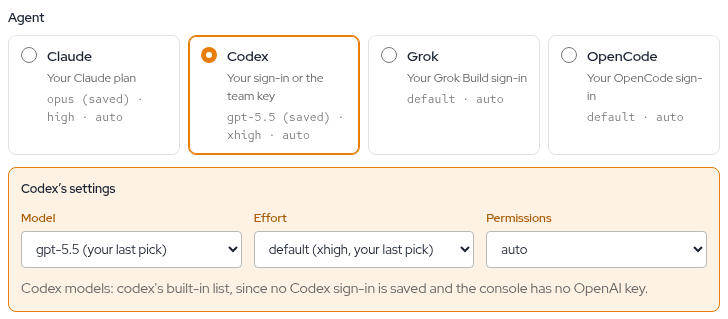 Agent
Claude
Your Claude plan
opus (saved) ·
high · auto
Codex
Your sign-in or the
team key
gpt-5.5 (saved) ·
xhigh · auto
Grok
Your Grok Build sign-in
default · auto
OpenCode
Your OpenCode sign-
in
default · auto
Codex’s settings
Model
gpt-5.5 (your last pick)
Effort
default (xhigh, your last pick)
Permissions
auto
Codex models: codex's built-in list, since no Codex sign-in is saved and the console has no OpenAI key.